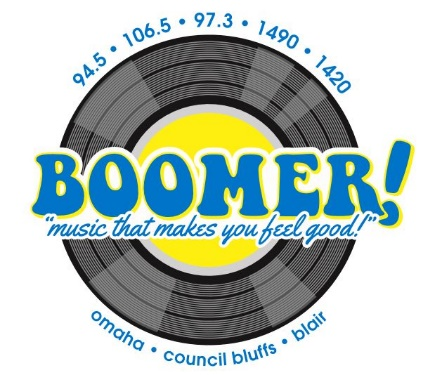 94.5 • 106.5 • 97.3 • 1490 • 1420
BOOMER!
“music that makes you feel good!”
omaha • council bluffs • blair